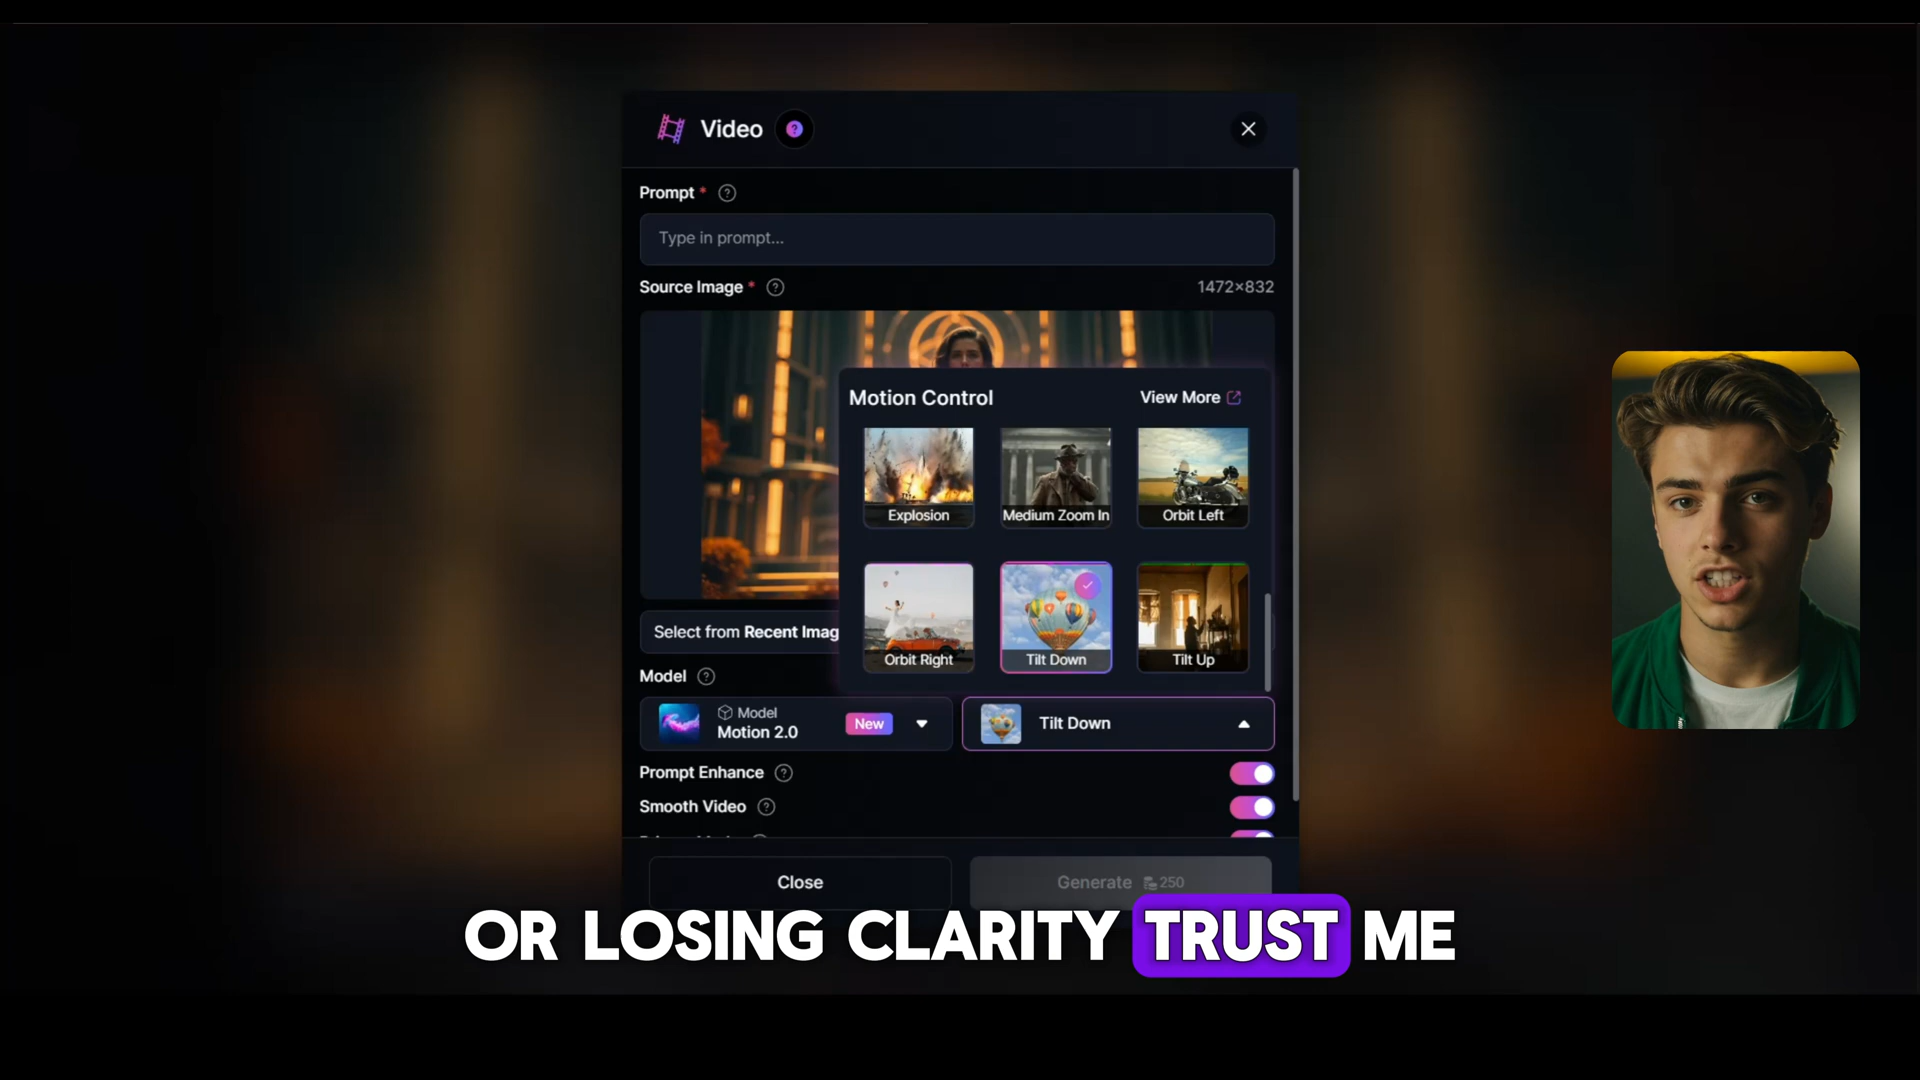 Video
Prompt *
Type in prompt...
Source Image *
1472×832
Motion Control
View More
Explosion
Medium Zoom In
Orbit Left
Orbit Right
Tilt Down
Tilt Up
Select from Recent Imag
Model
Model
Motion 2.0
New
Tilt Down
Prompt Enhance
Smooth Video
Close
Generate 250
OR LOSING CLARITY TRUST ME